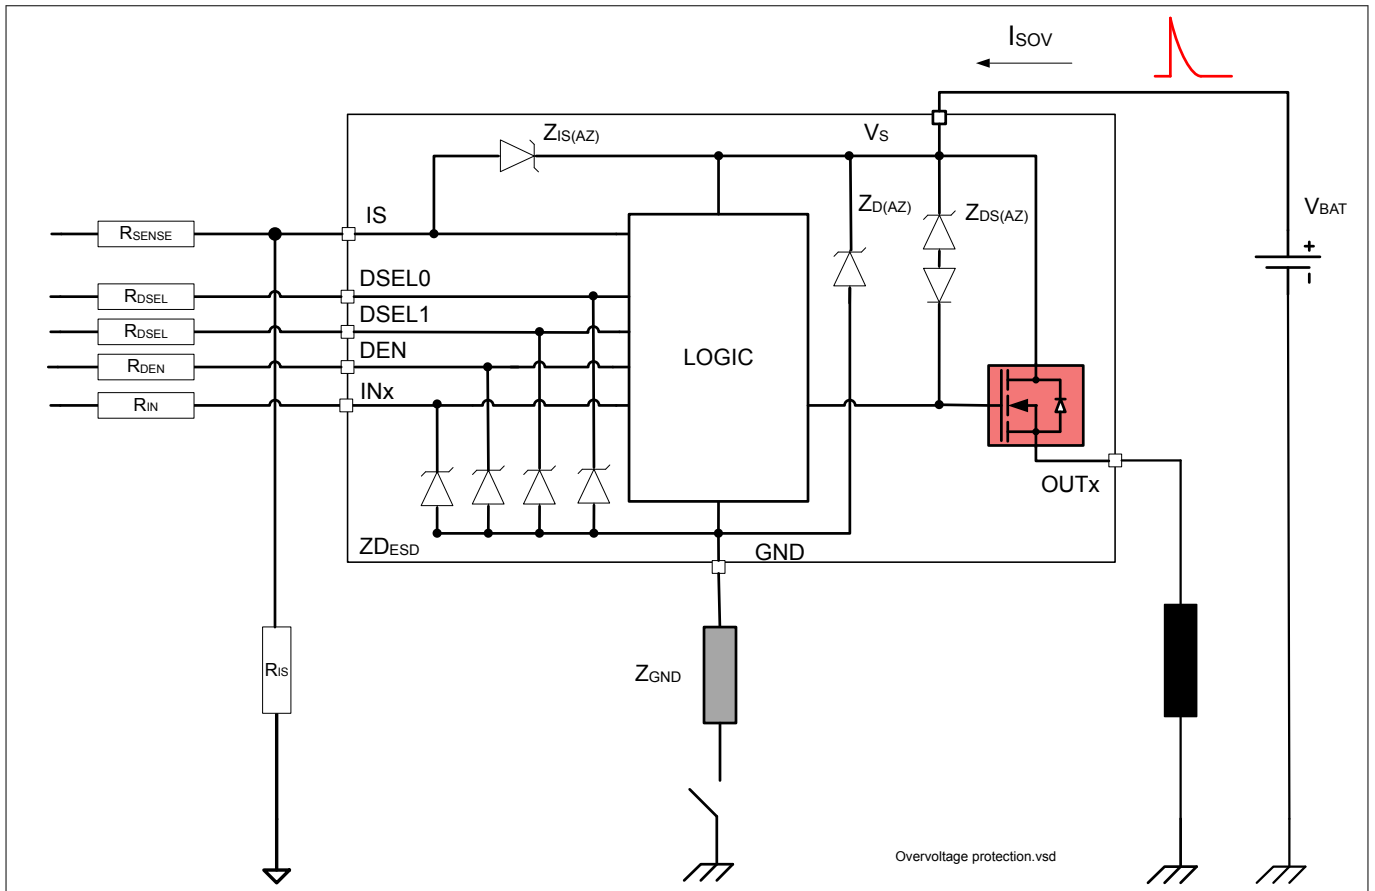 ISOV
ZIS(AZ)
VS
IS
RSENSE
ZD(AZ)
ZDS(AZ)
VBAT
+
-
DSEL0
RDSEL
DSEL1
RDSEL
DEN
RDEN
INx
RIN
LOGIC
OUTx
ZDESD
GND
RIS
ZGND
Overvoltage protection.vsd